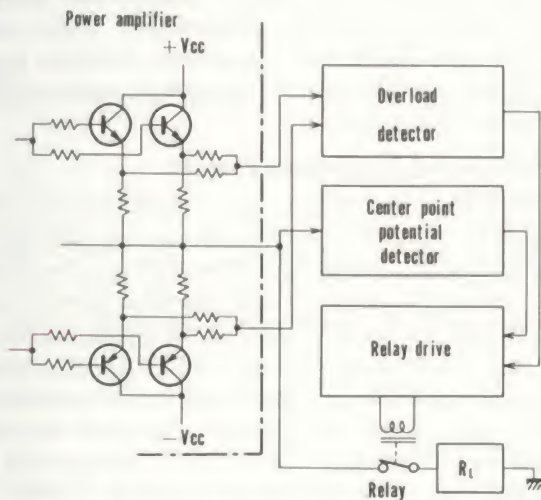 Power amplifier
+Vcc
Overload
detector
Center point
potential
detector
Relay drive
-Vcc
Relay
RL